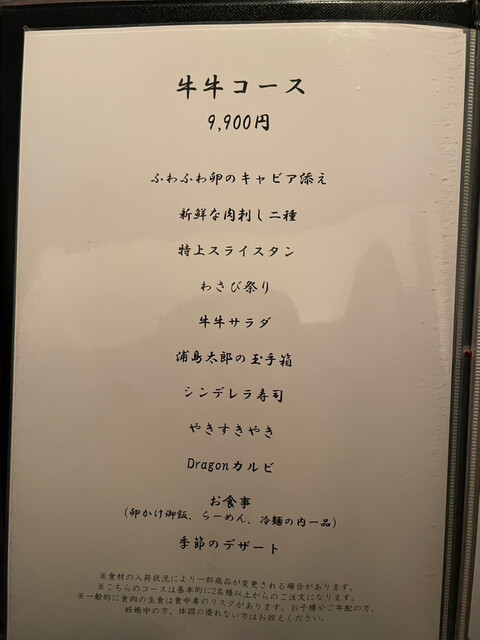 牛牛コース
9,900円
ふわふわ卵のキャビア添え
新鮮な肉刺し二種
特上スライスタン
わさび祭り
牛牛サラダ
浦島太郎の玉手箱
シンデレラ寿司
やきすきやき
Dragonカルビ
お食事
(卵かけ御飯、らーめん、冷麺の内一品)
季節のデザート
※食材の入荷状況により一部商品が変更される場合があります。
※こちらのコースは基本的に2名様以上からのご注文になります。
※一般的に食肉の生食は食中毒のリスクがあります。お子様やご年配の方、
妊娠中の方、体調の優れない方はお控えください。